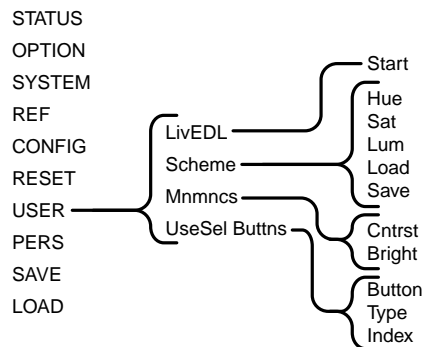 STATUS
OPTION
SYSTEM
REF
CONFIG
RESET
USER
PERS
SAVE
LOAD
LivEDL
Scheme
Mnmncs
UseSel Buttns
Start
Hue
Sat
Lum
Load
Save
Cntrst
Bright
Button
Type
Index